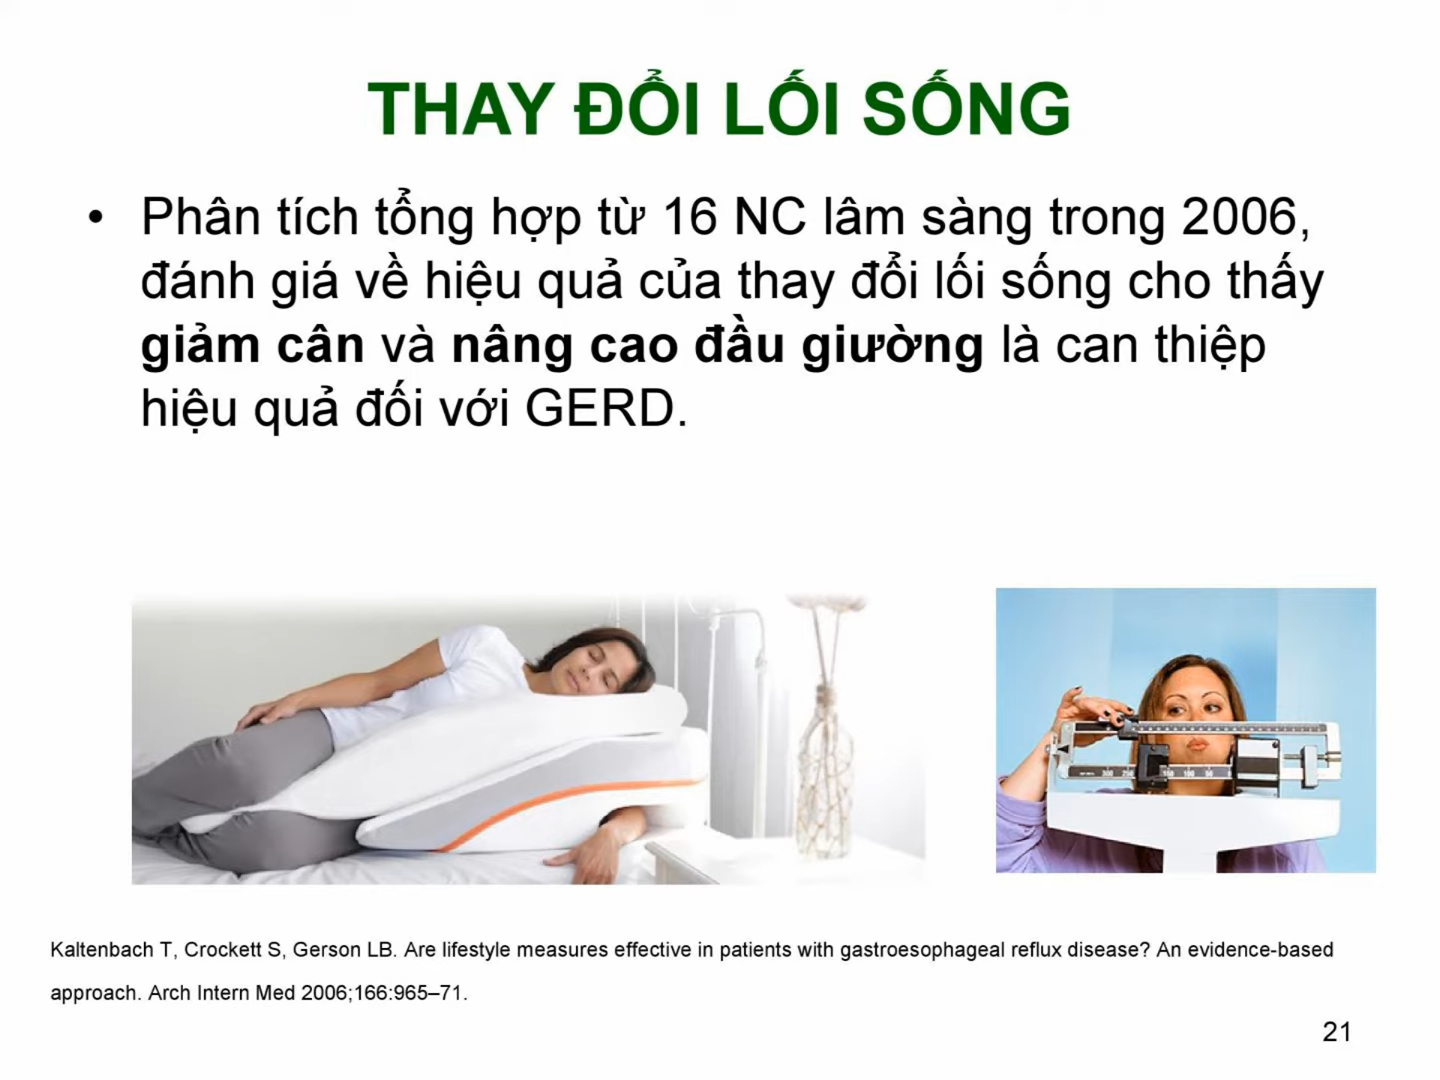 THAY ĐỔI LỐI SỐNG
• Phân tích tổng hợp từ 16 NC lâm sàng trong 2006,
đánh giá về hiệu quả của thay đổi lối sống cho thấy
giảm cân và nâng cao đầu giường là can thiệp
hiệu quả đối với GERD.
Kaltenbach T, Crockett S, Gerson LB. Are lifestyle measures effective in patients with gastroesophageal reflux disease? An evidence-based
approach. Arch Intern Med 2006;166:965–71.
21